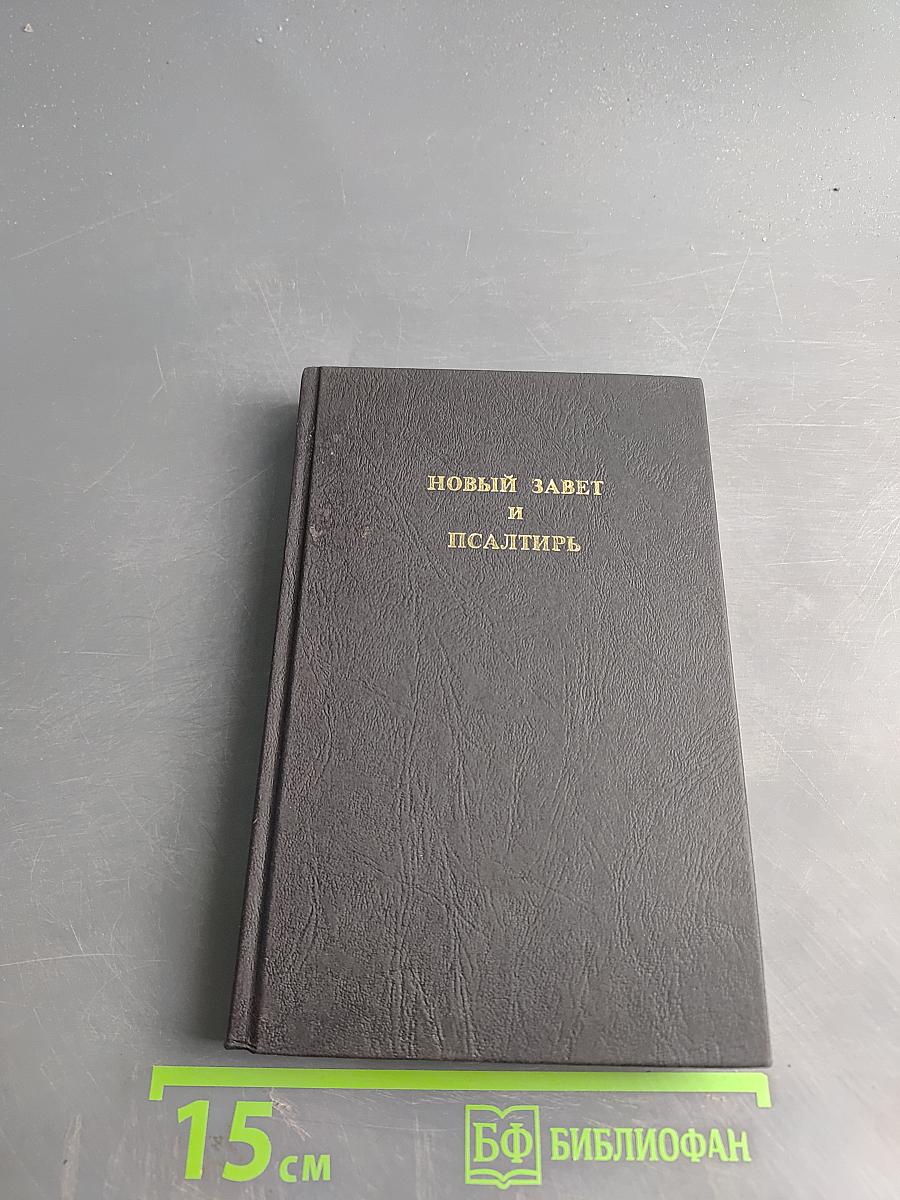 НОВЫЙ ЗАВЕТ
И
ПСАЛТИРЬ
15 см
БФ БИБЛИОФАН